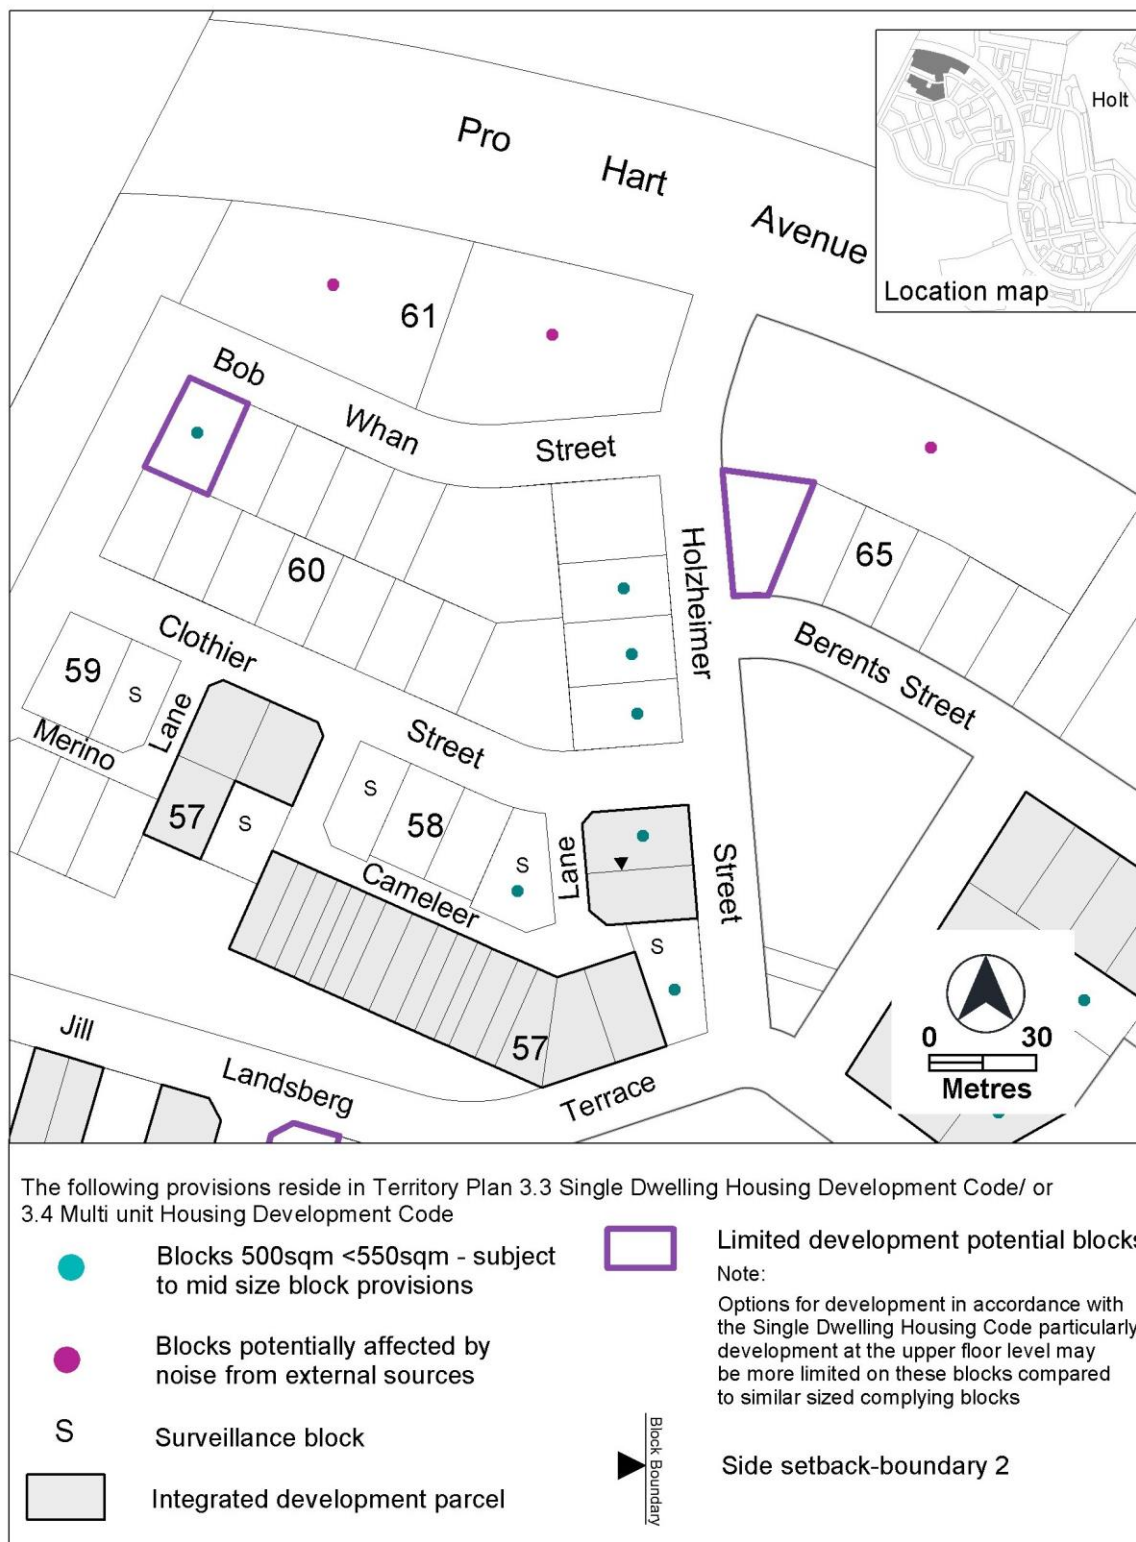 Pro Hart Avenue
Holt
Location map
61
Bob Whan Street
Holzheimer
65
60
Berents Street
Clothier
59
S
Lane
Merino
Street
S
57
S
58
S
Lane
Street
Cameleer
S
57
0 30
Metres
Jill Landsberg Terrace
The following provisions reside in Territory Plan 3.3 Single Dwelling Housing Development Code/ or
3.4 Multi unit Housing Development Code
Blocks 500sqm <550sqm - subject
to mid size block provisions
Blocks potentially affected by
noise from external sources
S
Surveillance block
Integrated development parcel
Limited development potential blocks
Note:
Options for development in accordance with
the Single Dwelling Housing Code particularly
development at the upper floor level may
be more limited on these blocks compared
to similar sized complying blocks
Block Boundary
Side setback-boundary 2